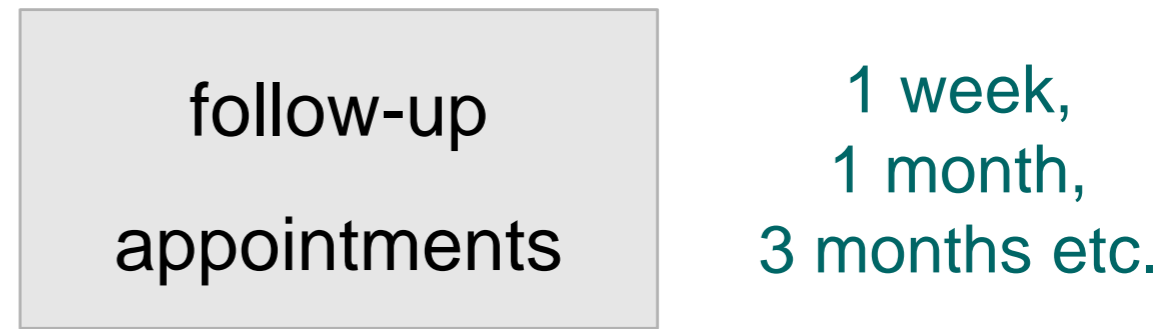 follow-up
appointments
1 week,
1 month,
3 months etc.